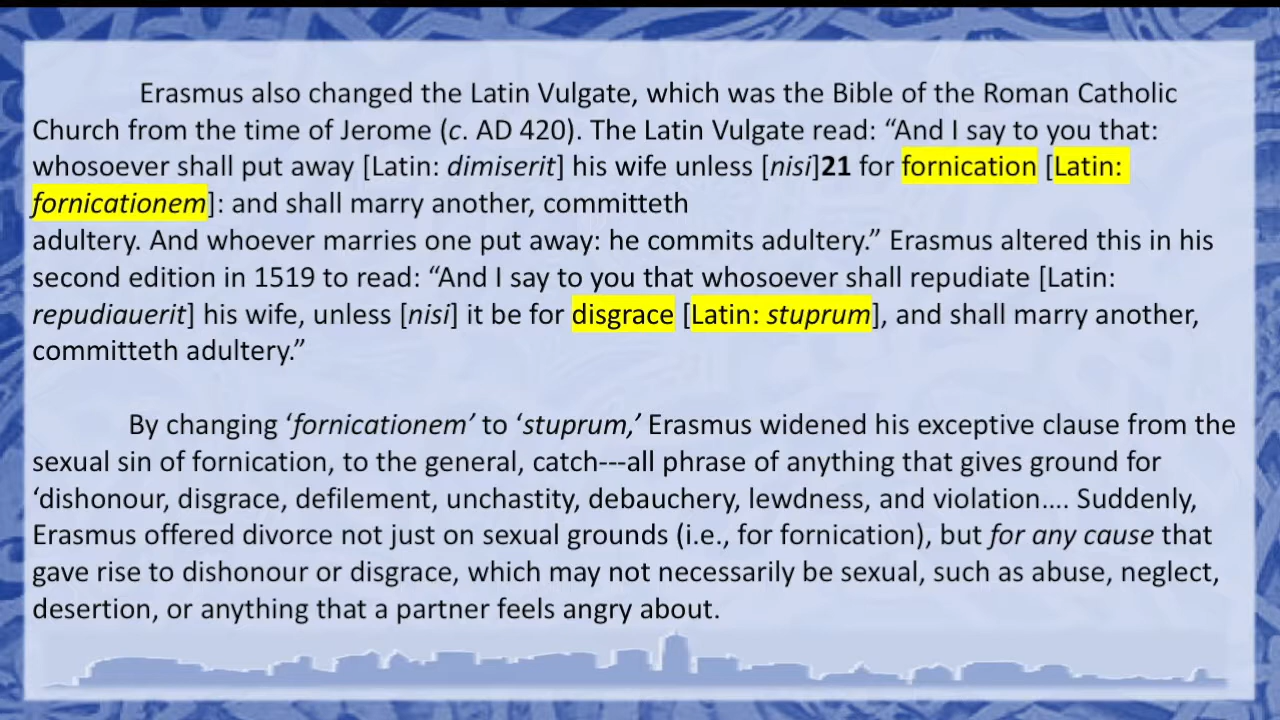 Erasmus also changed the Latin Vulgate, which was the Bible of the Roman Catholic
Church from the time of Jerome (c. AD 420). The Latin Vulgate read: “And I say to you that:
whosoever shall put away [Latin: dimiserit] his wife unless [nisi]21 for fornication [Latin:
fornicationem]: and shall marry another, committeth
adultery. And whoever marries one put away: he commits adultery.” Erasmus altered this in his
second edition in 1519 to read: “And I say to you that whosoever shall repudiate [Latin:
repudiauerit] his wife, unless [nisi] it be for disgrace [Latin: stuprum], and shall marry another,
committeth adultery.”
By changing ‘fornicationem’ to ‘stuprum,’ Erasmus widened his exceptive clause from the
sexual sin of fornication, to the general, catch---all phrase of anything that gives ground for
‘dishonour, disgrace, defilement, unchastity, debauchery, lewdness, and violation…. Suddenly,
Erasmus offered divorce not just on sexual grounds (i.e., for fornication), but for any cause that
gave rise to dishonour or disgrace, which may not necessarily be sexual, such as abuse, neglect,
desertion, or anything that a partner feels angry about.